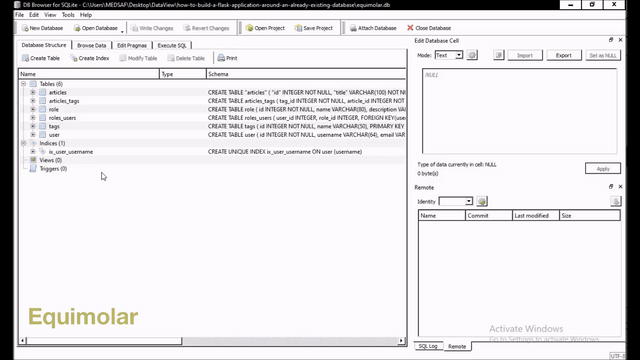 DB Browser for SQLite - C:\Users\MEDSAF\Desktop\DataView\how-to-build-a-flask-application-around-an-already-existing-database\equimolar.db
File Edit View Tools Help
New Database Open Database Write Changes Revert Changes Open Project Save Project Attach Database Close Database
Database Structure Browse Data Edit Pragmas Execute SQL
Create Table Create Index Modify Table Delete Table Print
Name Type Schema
Tables (6)
articles CREATE TABLE "articles" ( "id" INTEGER NOT NULL, "title" VARCHAR(100) NOT
articles_tags CREATE TABLE articles_tags ( tag_id INTEGER NOT NULL, article_id INTEGER NOT
role CREATE TABLE role ( id INTEGER NOT NULL, name VARCHAR(80), description VARCHAR
roles_users CREATE TABLE roles_users ( user_id INTEGER, role_id INTEGER, FOREIGN KEY(user
tags CREATE TABLE tags ( id INTEGER NOT NULL, name VARCHAR(50), PRIMARY KEY
user CREATE TABLE user ( id INTEGER NOT NULL, username VARCHAR(64), email VAR
Indices (1)
ix_user_username CREATE UNIQUE INDEX ix_user_username ON user (username)
Views (0)
Triggers (0)
Edit Database Cell
Mode: Text Import Export Set as NULL
NULL
Type of data currently in cell: NULL
0 byte(s)
Apply
Remote
Identity
Name Commit Last modified Size
SQL Log Remote
UTF-8
Equimolar
Activate Windows
Go to Settings to activate Windows.